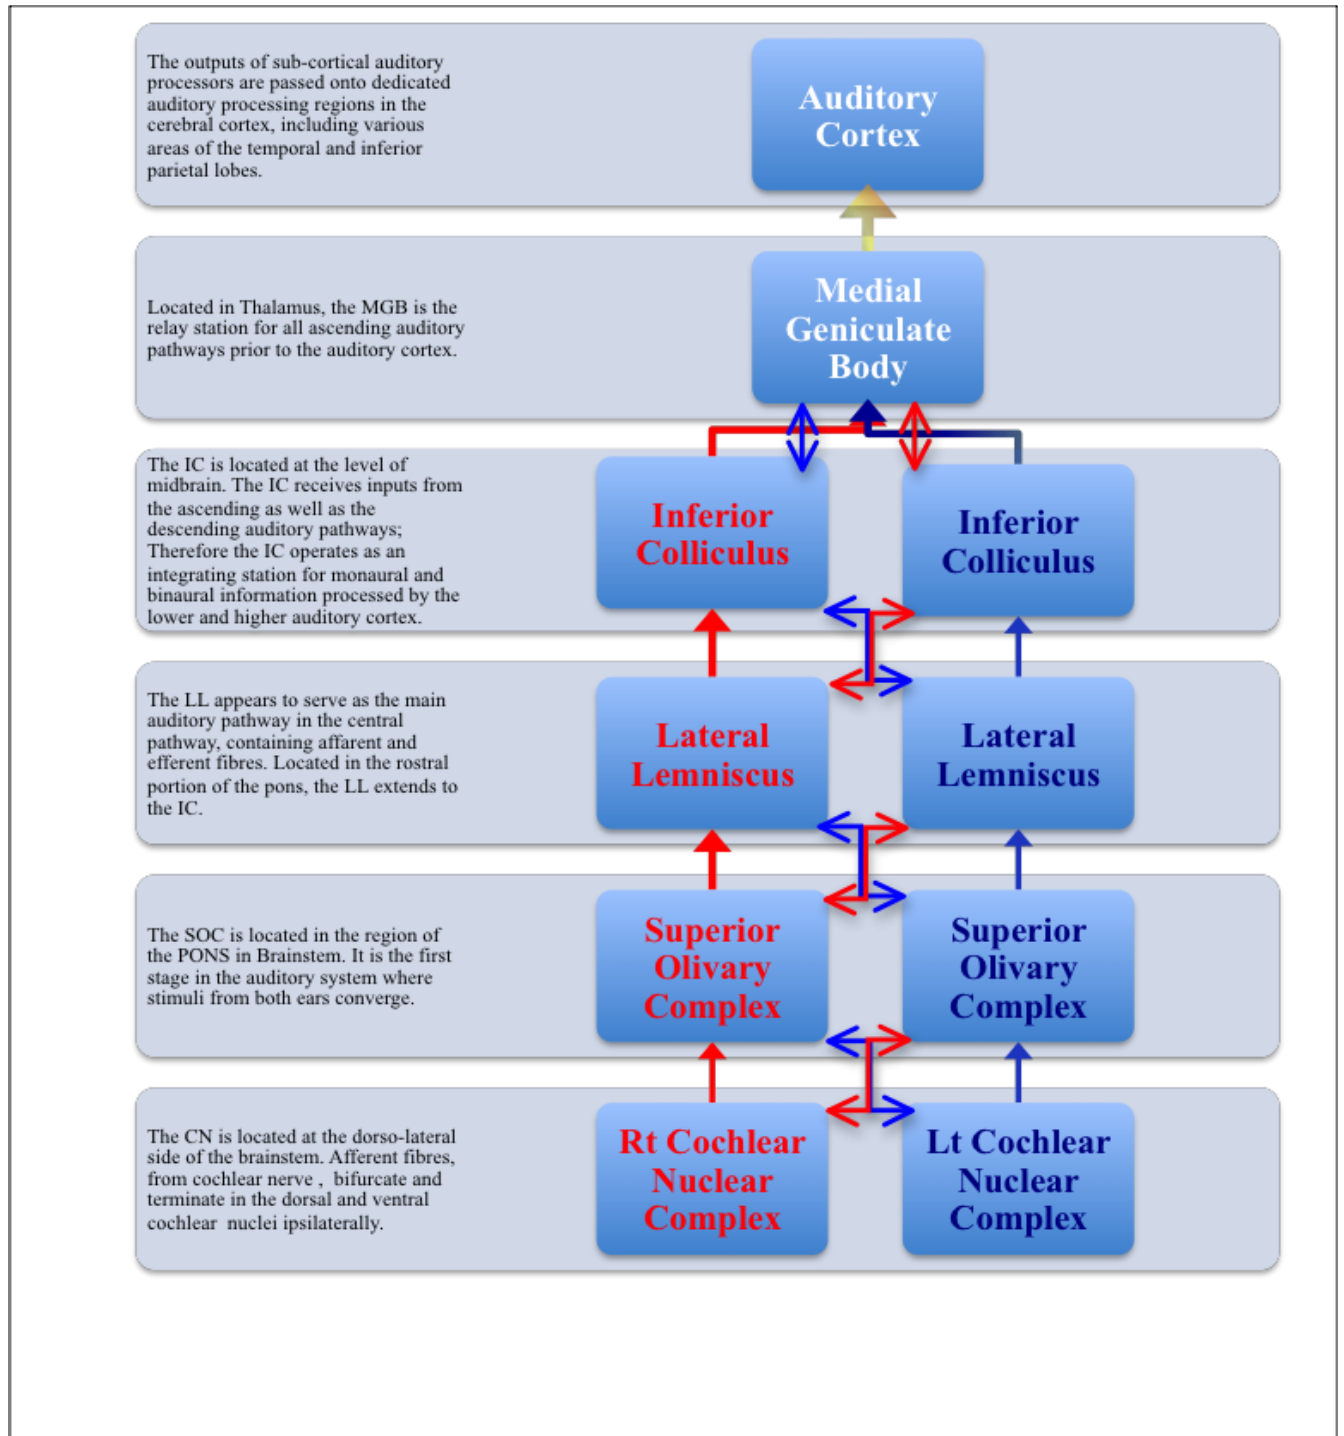 The outputs of sub-cortical auditory
processors are passed onto dedicated
auditory processing regions in the
cerebral cortex, including various
areas of the temporal and inferior
parietal lobes.
Auditory
Cortex
Located in Thalamus, the MGB is the
relay station for all ascending auditory
pathways prior to the auditory cortex.
Medial
Geniculate
Body
The IC is located at the level of
midbrain. The IC receives inputs from
the ascending as well as the
descending auditory pathways;
Therefore the IC operates as an
integrating station for monaural and
binaural information processed by the
lower and higher auditory cortex.
Inferior
Colliculus
Inferior
Colliculus
The LL appears to serve as the main
auditory pathway in the central
pathway, containing affarent and
efferent fibres. Located in the rostral
portion of the pons, the LL extends to
the IC.
Lateral
Lemniscus
Lateral
Lemniscus
The SOC is located in the region of
the PONS in Brainstem. It is the first
stage in the auditory system where
stimuli from both ears converge.
Superior
Olivary
Complex
Superior
Olivary
Complex
The CN is located at the dorso-lateral
side of the brainstem. Afferent fibres,
from cochlear nerve , bifurcate and
terminate in the dorsal and ventral
cochlear nuclei ipsilaterally.
Rt Cochlear
Nuclear
Complex
Lt Cochlear
Nuclear
Complex